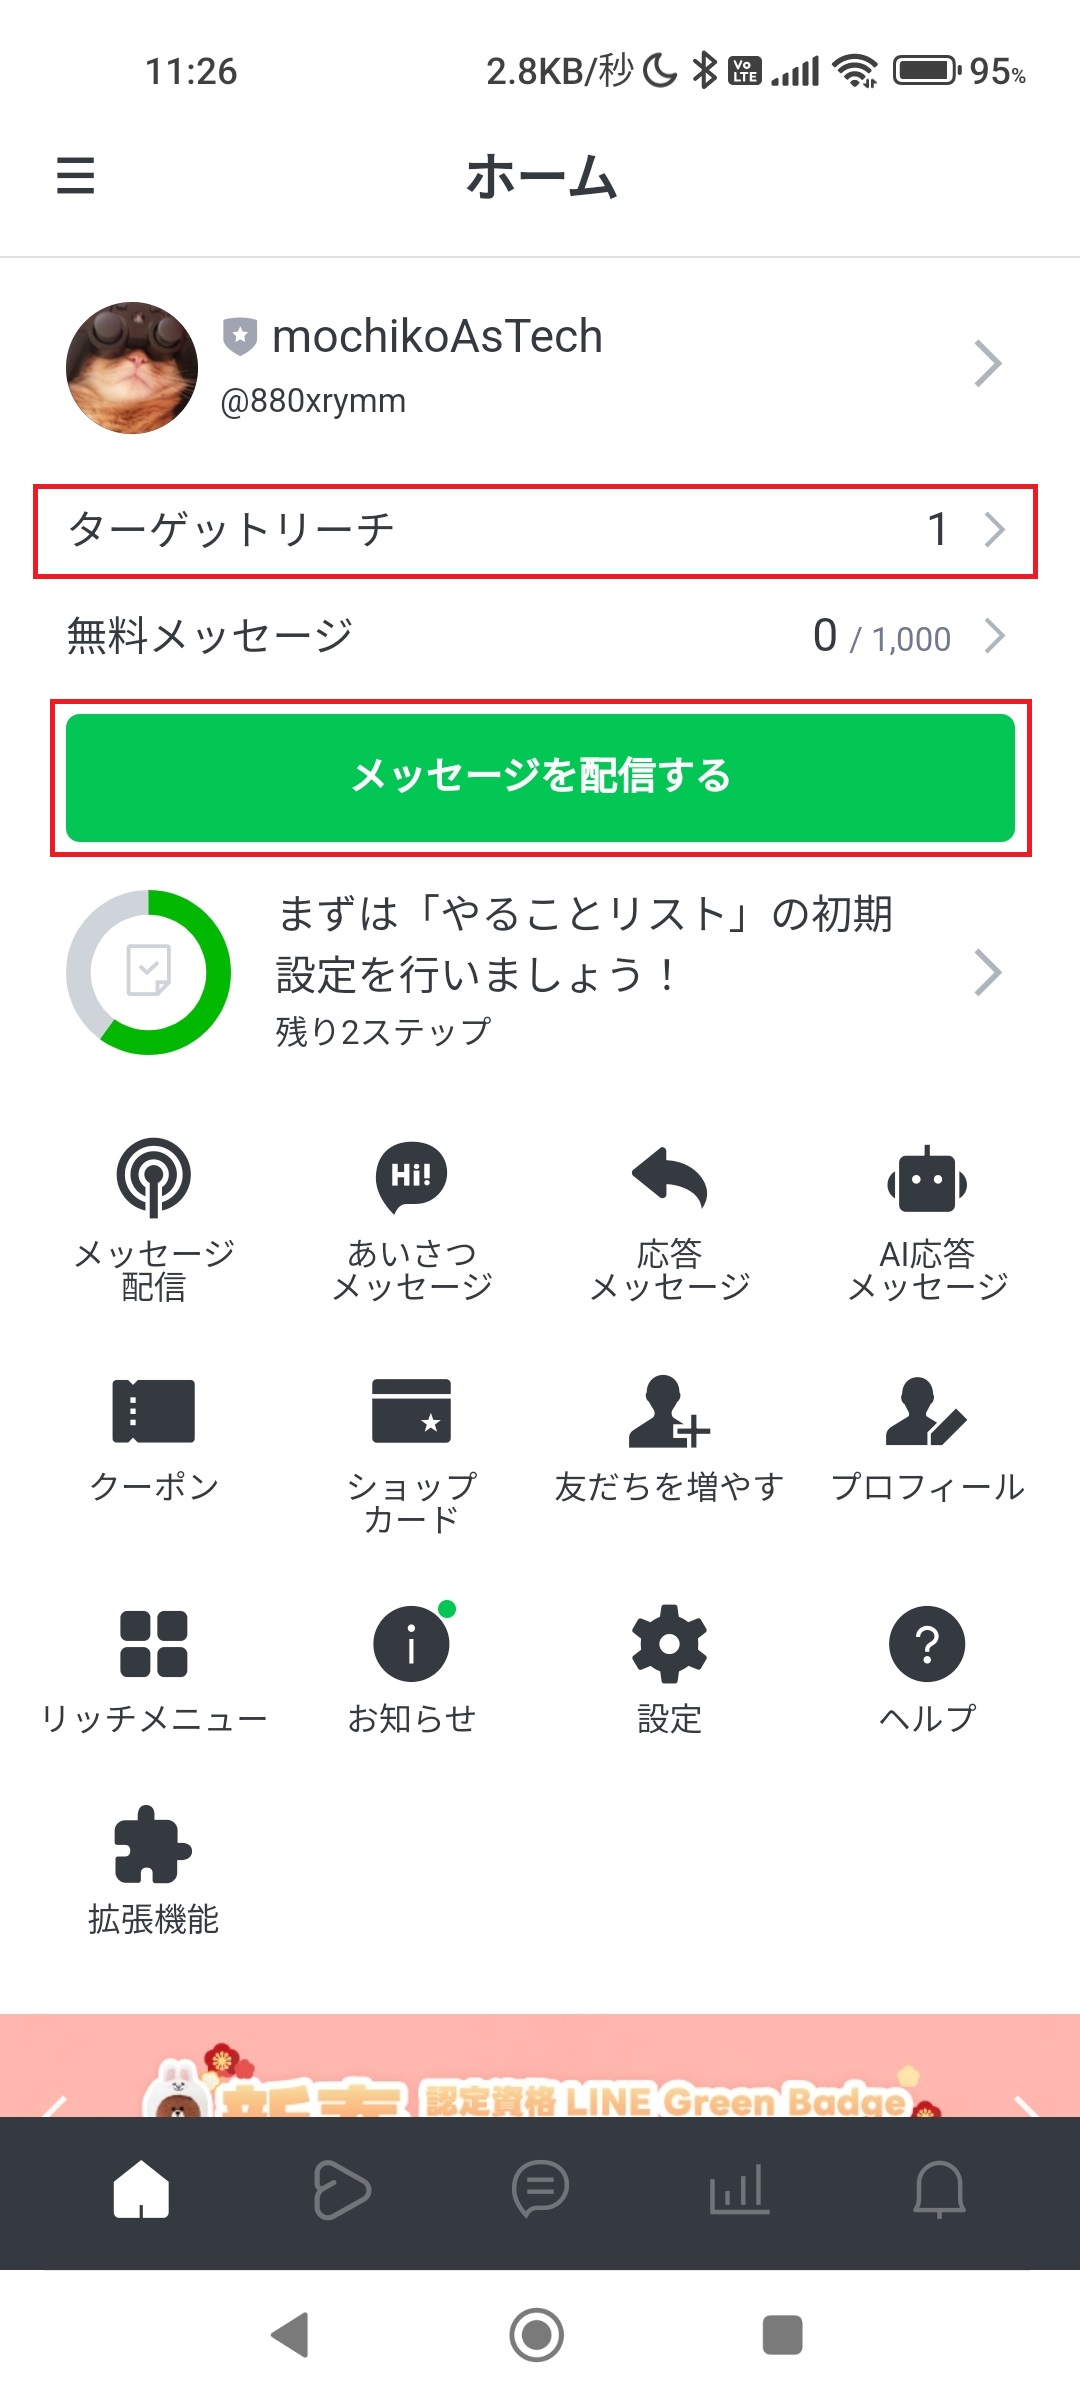 11:26 2.8KB/秒 Vo LTE 95%
ホーム
mochikoAsTech
@880xrymm
ターゲットリーチ 1
無料メッセージ 0 / 1,000
メッセージを配信する
まずは「やることリスト」の初期
設定を行いましょう！
残り2ステップ
Hi!
メッセージ
配信
あいさつ
メッセージ
応答
メッセージ
AI応答
メッセージ
クーポン
ショップ
カード
友だちを増やす
プロフィール
リッチメニュー
お知らせ
設定
ヘルプ
拡張機能
新春 認定資格 LINE Green Badge